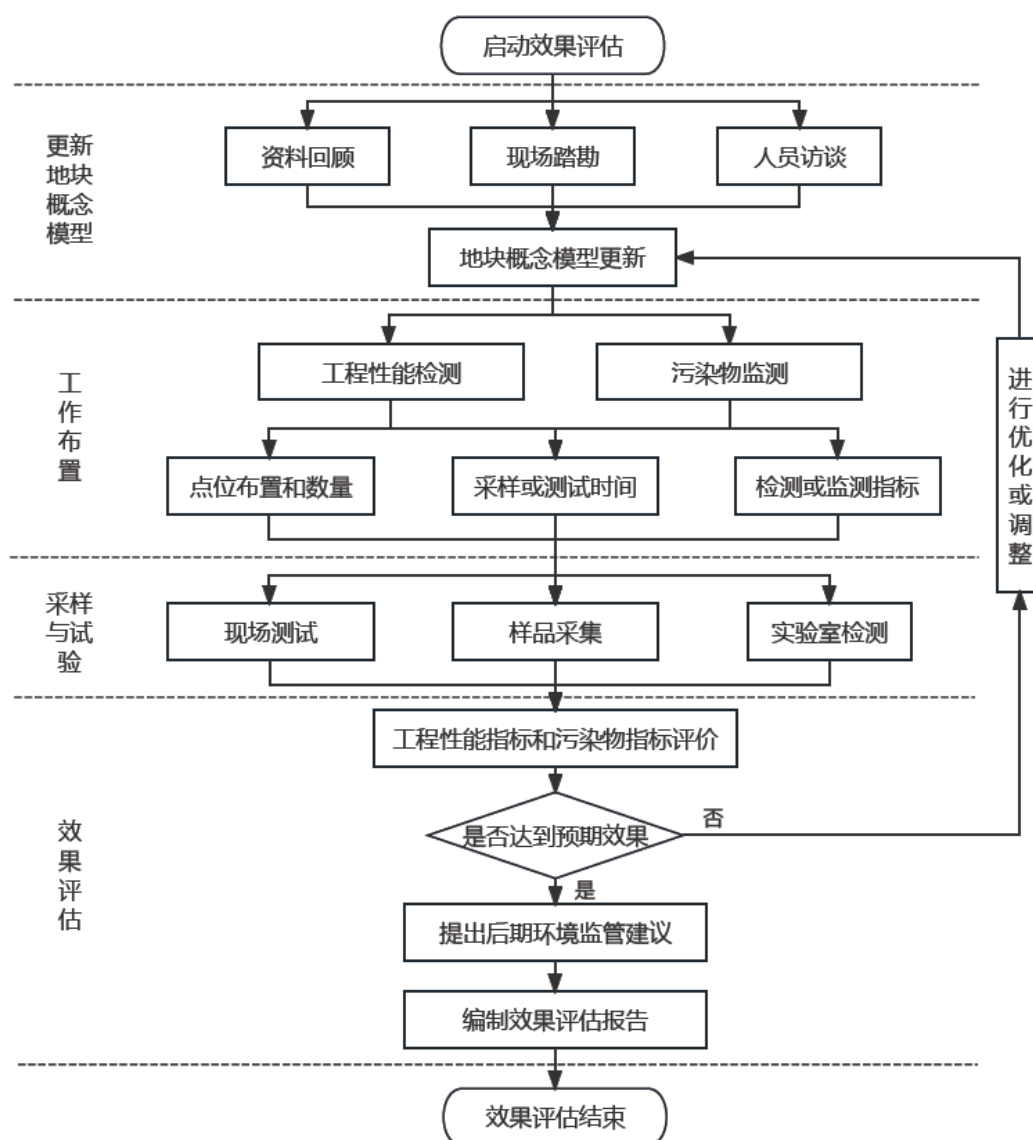 启动效果评估
更新
地块
概念
模型
资料回顾
现场踏勘
人员访谈
地块概念模型更新
工
作
布
置
工程性能检测
污染物监测
点位布置和数量
采样或测试时间
检测或监测指标
进
行
优
化
或
调
整
采样
与试
验
现场测试
样品采集
实验室检测
效
果
评
估
工程性能指标和污染物指标评价
是否达到预期效果
否
是
提出后期环境监管建议
编制效果评估报告
效果评估结束